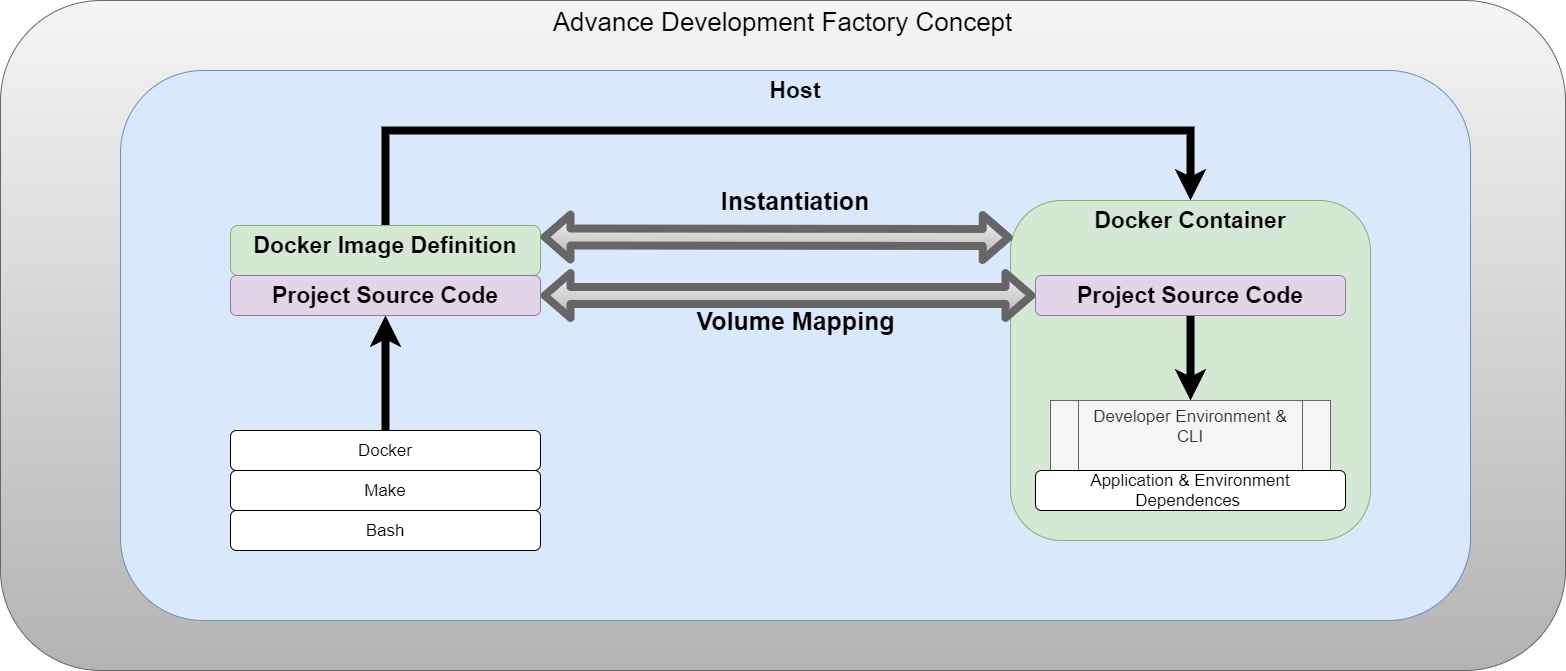 Advance Development Factory Concept
Host
Instantiation
Docker Image Definition
Project Source Code
Volume Mapping
Docker
Make
Bash
Docker Container
Project Source Code
Developer Environment &
CLI
Application & Environment
Dependences